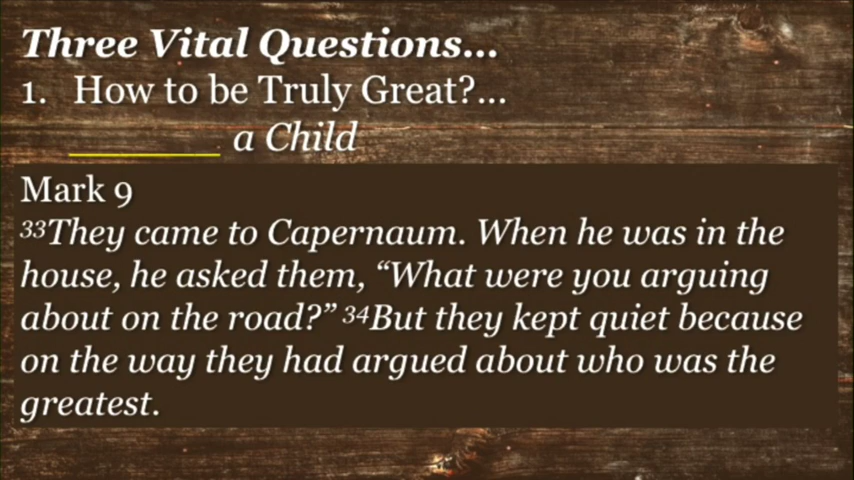 Three Vital Questions...
1. How to be Truly Great?...
a Child
Mark 9
33They came to Capernaum. When he was in the
house, he asked them, “What were you arguing
about on the road?” 34But they kept quiet because
on the way they had argued about who was the
greatest.